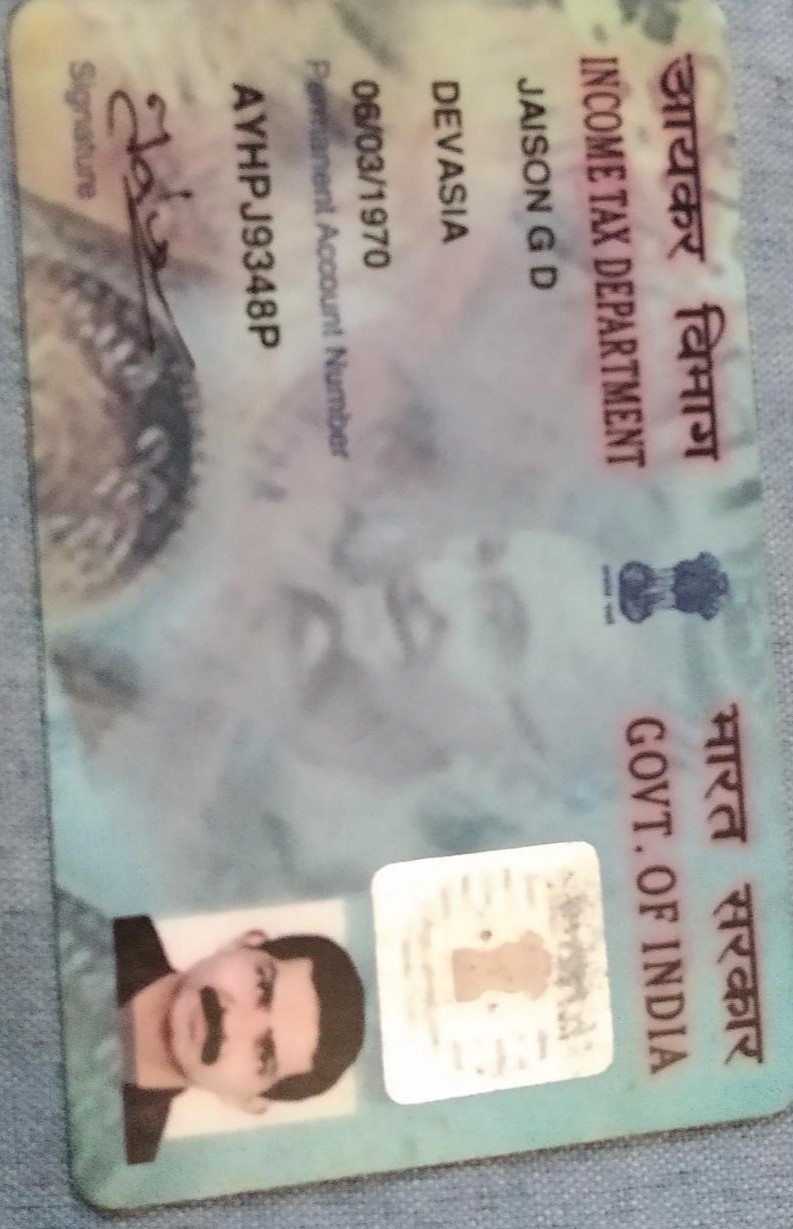 आयकर विभाग
INCOME TAX DEPARTMENT
भारत सरकार
GOVT. OF INDIA
JAISON G D
DEVASIA
06/03/1970
Permanent Account Number
AYHPJ9348P
Signature